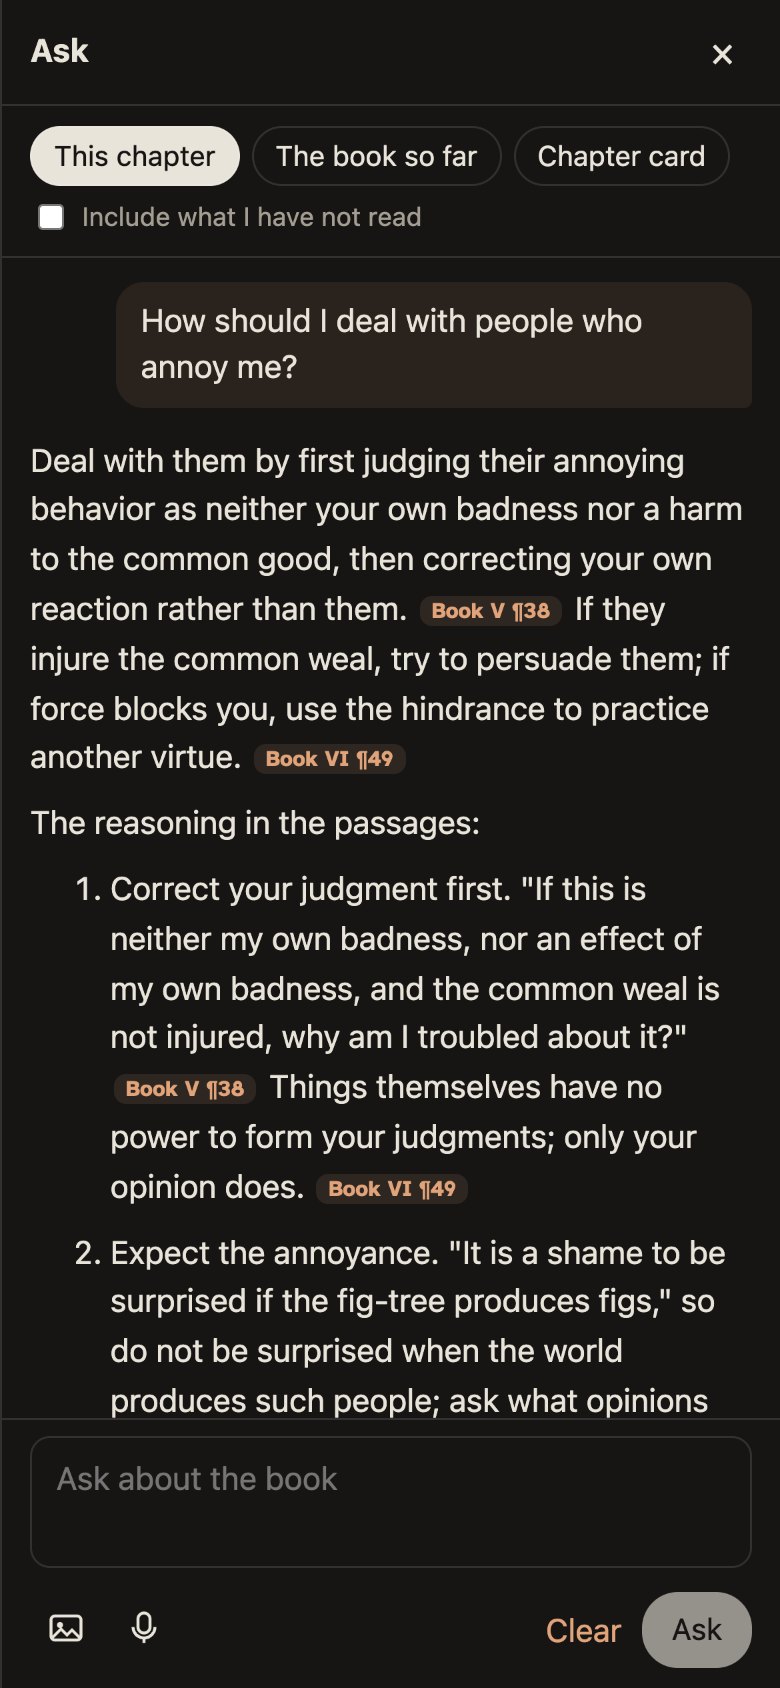 Ask
This chapter
The book so far
Chapter card
Include what I have not read
How should I deal with people who
annoy me?
Deal with them by first judging their annoying
behavior as neither your own badness nor a harm
to the common good, then correcting your own
reaction rather than them. Book V ¶38 If they
injure the common weal, try to persuade them; if
force blocks you, use the hindrance to practice
another virtue. Book VI ¶49
The reasoning in the passages:
1. Correct your judgment first. "If this is
neither my own badness, nor an effect of
my own badness, and the common weal is
not injured, why am I troubled about it?"
Book V ¶38 Things themselves have no
power to form your judgments; only your
opinion does. Book VI ¶49
2. Expect the annoyance. "It is a shame to be
surprised if the fig-tree produces figs," so
do not be surprised when the world
produces such people; ask what opinions
Ask about the book
Clear
Ask